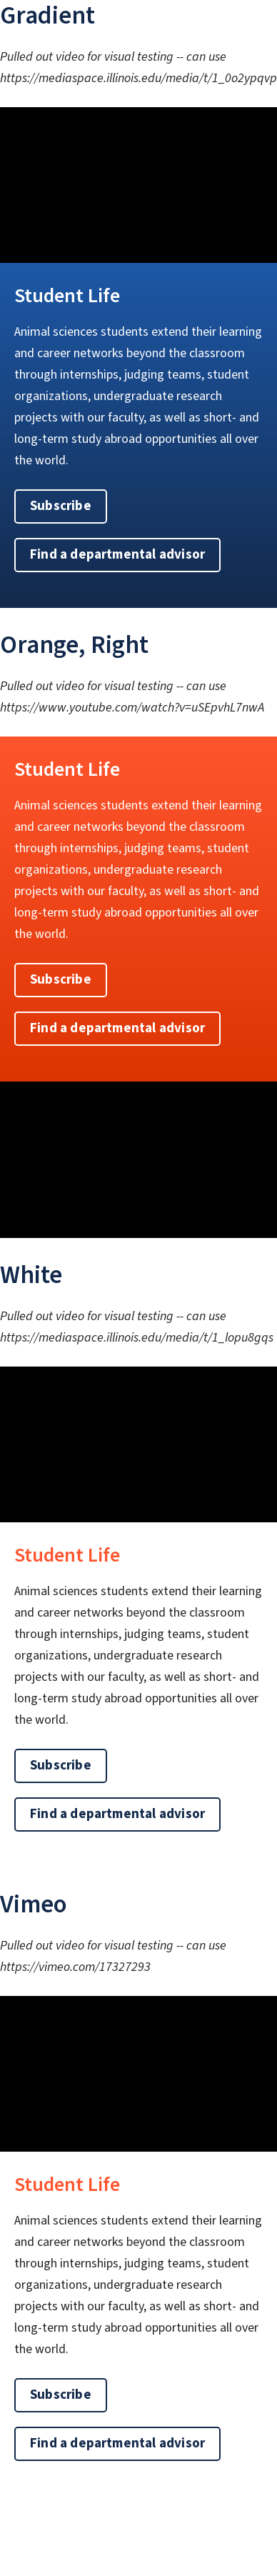 Gradient
Pulled out video for visual testing -- can use
https://mediaspace.illinois.edu/media/t/1_0o2ypqvp
Student Life
Animal sciences students extend their learning
and career networks beyond the classroom
through internships, judging teams, student
organizations, undergraduate research
projects with our faculty, as well as short- and
long-term study abroad opportunities all over
the world.
Subscribe
Find a departmental advisor
Orange, Right
Pulled out video for visual testing -- can use
https://www.youtube.com/watch?v=uSEpvhL7nwA
Student Life
Animal sciences students extend their learning
and career networks beyond the classroom
through internships, judging teams, student
organizations, undergraduate research
projects with our faculty, as well as short- and
long-term study abroad opportunities all over
the world.
Subscribe
Find a departmental advisor
White
Pulled out video for visual testing -- can use
https://mediaspace.illinois.edu/media/t/1_lopu8gqs
Student Life
Animal sciences students extend their learning
and career networks beyond the classroom
through internships, judging teams, student
organizations, undergraduate research
projects with our faculty, as well as short- and
long-term study abroad opportunities all over
the world.
Subscribe
Find a departmental advisor
Vimeo
Pulled out video for visual testing -- can use
https://vimeo.com/17327293
Student Life
Animal sciences students extend their learning
and career networks beyond the classroom
through internships, judging teams, student
organizations, undergraduate research
projects with our faculty, as well as short- and
long-term study abroad opportunities all over
the world.
Subscribe
Find a departmental advisor